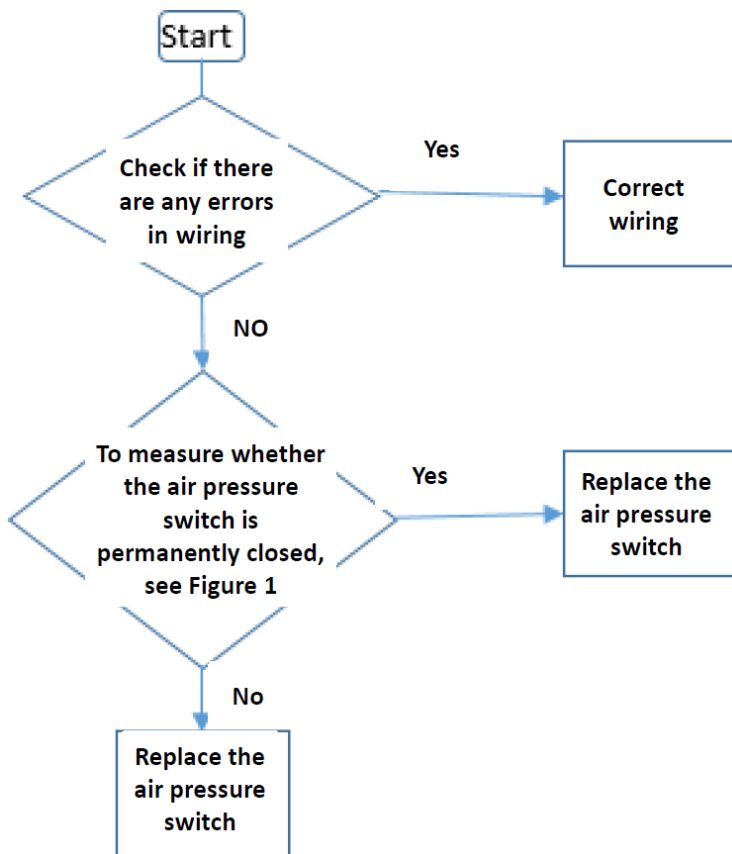 Start
Check if there
are any errors
in wiring
Yes
Correct
wiring
NO
To measure whether
the air pressure
switch is
permanently closed,
see Figure 1
Yes
Replace the
air pressure
switch
No
Replace the
air pressure
switch